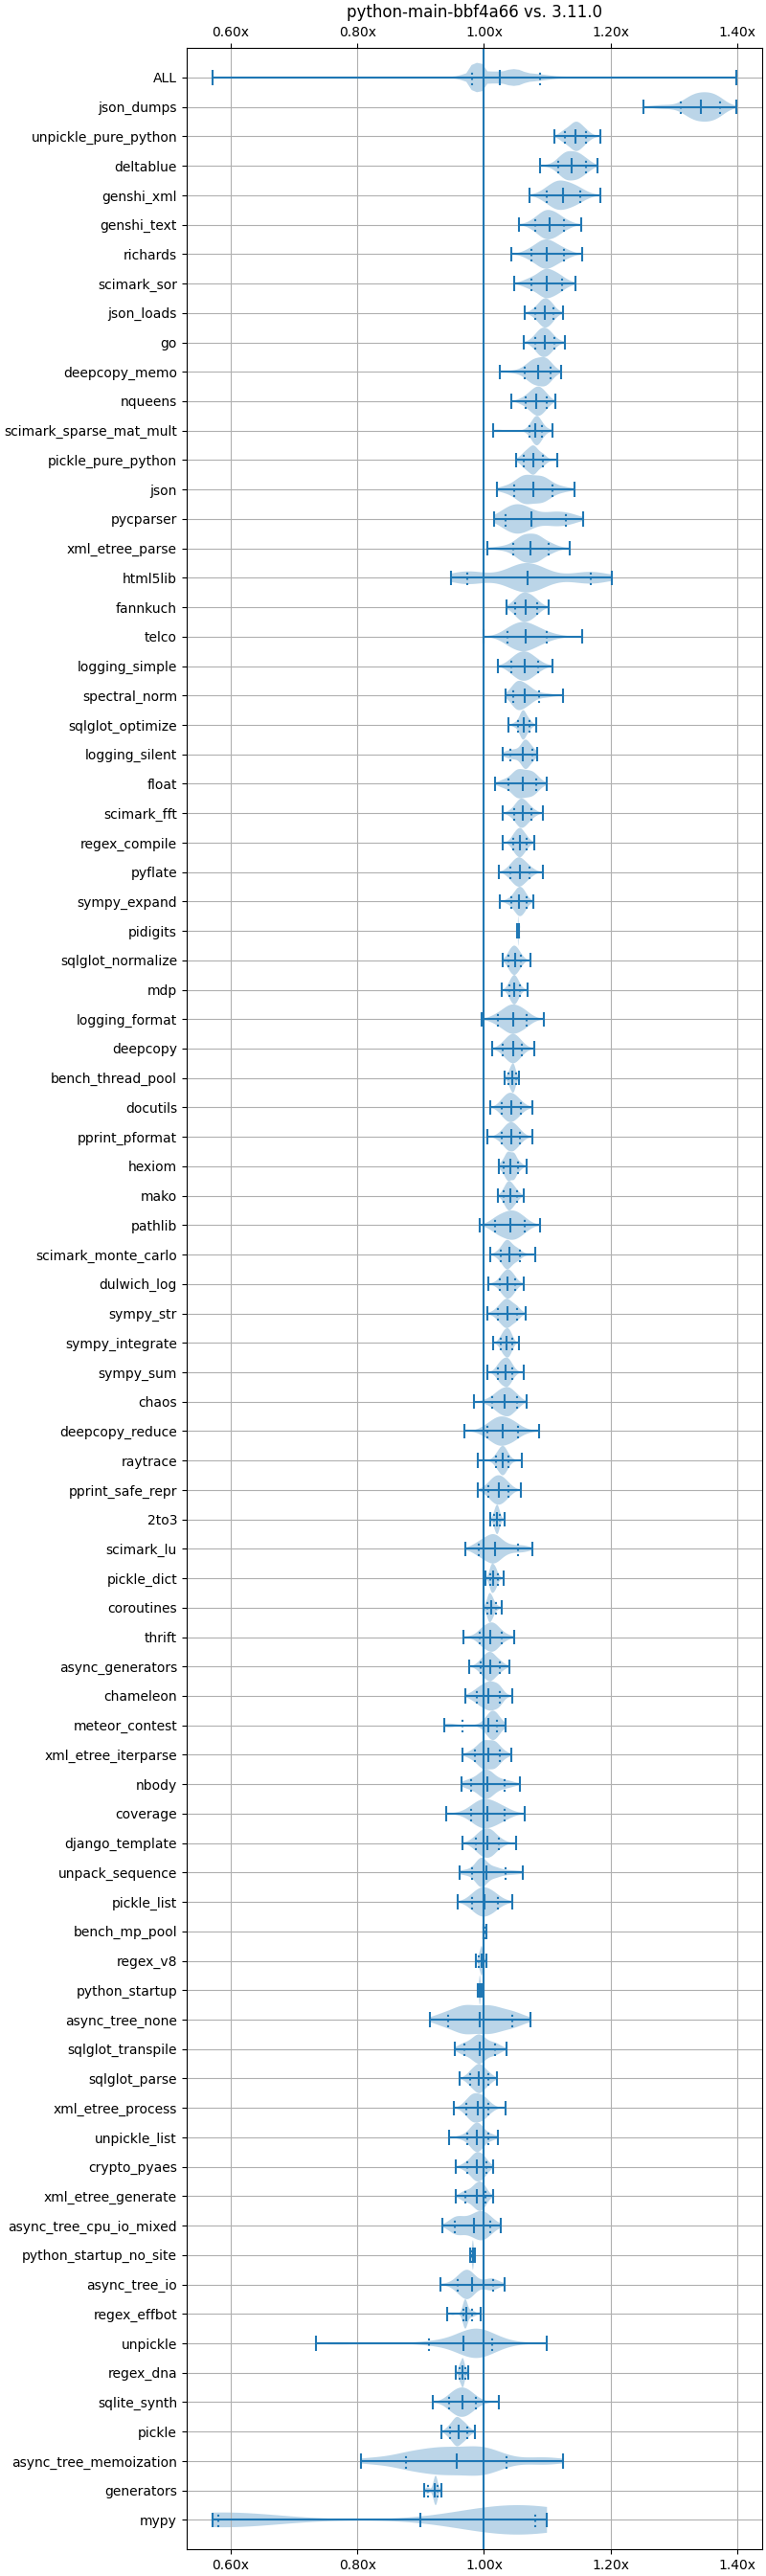 python-main-bbf4a66 vs. 3.11.0
0.60x 0.80x 1.00x 1.20x 1.40x
ALL
json_dumps
unpickle_pure_python
deltablue
genshi_xml
genshi_text
richards
scimark_sor
json_loads
go
deepcopy_memo
nqueens
scimark_sparse_mat_mult
pickle_pure_python
json
pycparser
xml_etree_parse
html5lib
fannkuch
telco
logging_simple
spectral_norm
sqlglot_optimize
logging_silent
float
scimark_fft
regex_compile
pyflate
sympy_expand
pidigits
sqlglot_normalize
mdp
logging_format
deepcopy
bench_thread_pool
docutils
pprint_pformat
hexiom
mako
pathlib
scimark_monte_carlo
dulwich_log
sympy_str
sympy_integrate
sympy_sum
chaos
deepcopy_reduce
raytrace
pprint_safe_repr
2to3
scimark_lu
pickle_dict
coroutines
thrift
async_generators
chameleon
meteor_contest
xml_etree_iterparse
nbody
coverage
django_template
unpack_sequence
pickle_list
bench_mp_pool
regex_v8
python_startup
async_tree_none
sqlglot_transpile
sqlglot_parse
xml_etree_process
unpickle_list
crypto_pyaes
xml_etree_generate
async_tree_cpu_io_mixed
python_startup_no_site
async_tree_io
regex_effbot
unpickle
regex_dna
sqlite_synth
pickle
async_tree_memoization
generators
mypy
0.60x 0.80x 1.00x 1.20x 1.40x